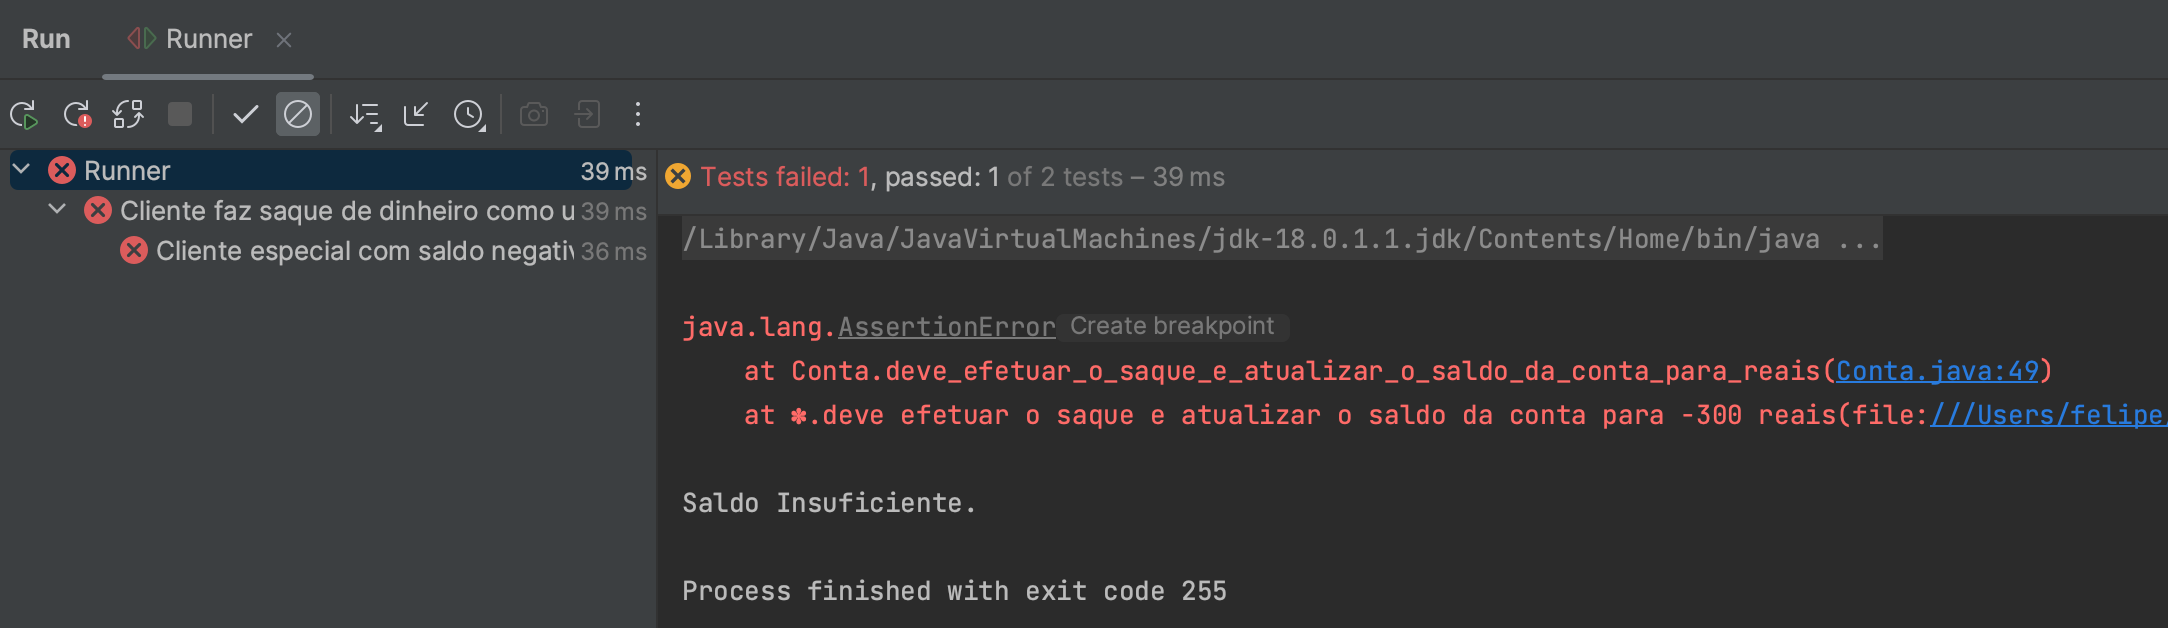 Run Runner
Runner 39 ms
Cliente faz saque de dinheiro como u 39 ms
Cliente especial com saldo negativ 36 ms
Tests failed: 1, passed: 1 of 2 tests – 39 ms
/Library/Java/JavaVirtualMachines/jdk-18.0.1.1.jdk/Contents/Home/bin/java ...
java.lang.AssertionError Create breakpoint
at Conta.deve_efetuar_o_saque_e_atualizar_o_saldo_da_conta_para_reais(Conta.java:49)
at ✽.deve efetuar o saque e atualizar o saldo da conta para -300 reais(file:///Users/felipe/
Saldo Insuficiente.
Process finished with exit code 255